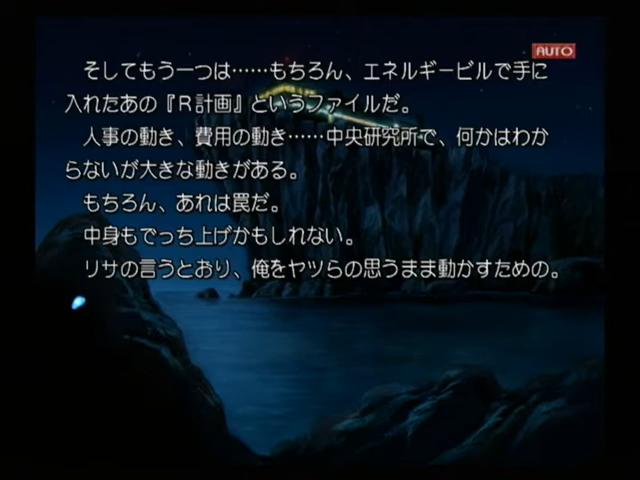 AUTO
そしてもう一つは……もちろん、エネルギービルで手に
入れたあの『Ｒ計画』というファイルだ。
人事の動き、費用の動き……中央研究所で、何かはわか
らないが大きな動きがある。
もちろん、あれは罠だ。
中身もでっち上げかもしれない。
リサの言うとおり、俺をヤツらの思うまま動かすための。